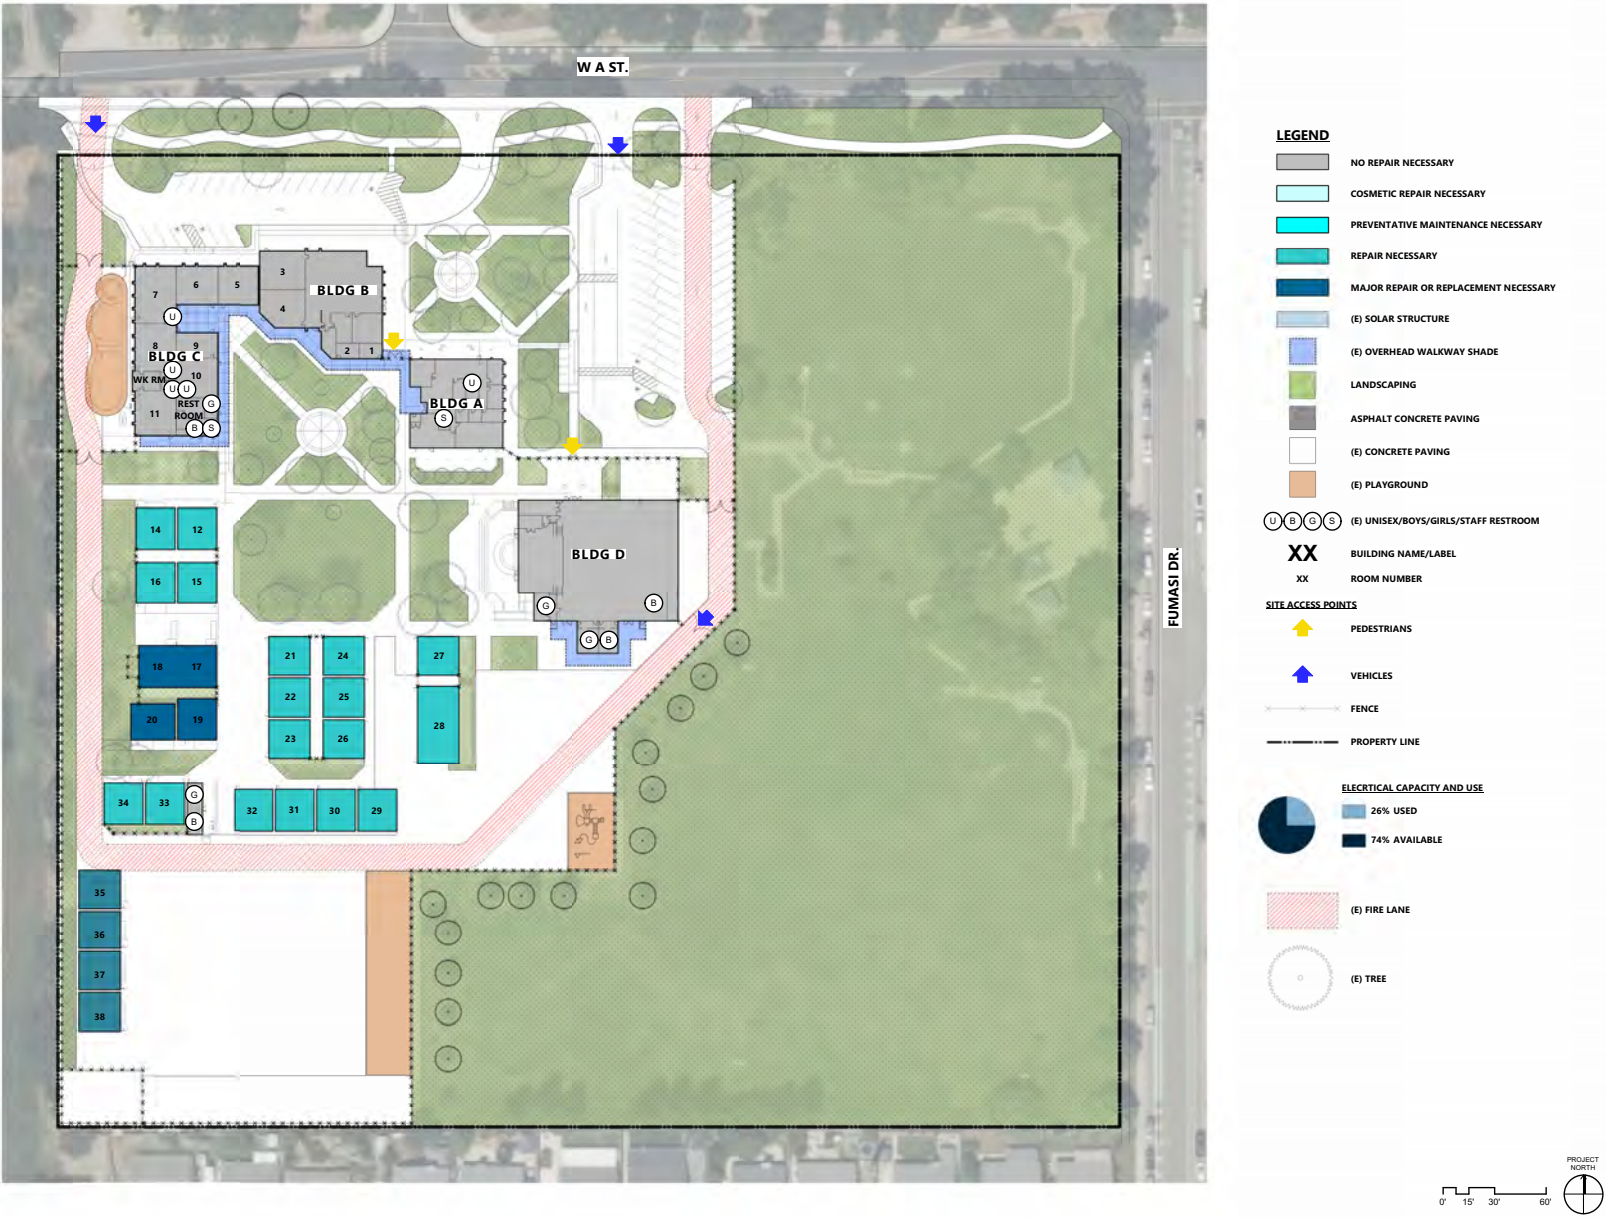 W A ST.
LEGEND
NO REPAIR NECESSARY
COSMETIC REPAIR NECESSARY
PREVENTATIVE MAINTENANCE NECESSARY
REPAIR NECESSARY
MAJOR REPAIR OR REPLACEMENT NECESSARY
(E) SOLAR STRUCTURE
(E) OVERHEAD WALKWAY SHADE
LANDSCAPING
ASPHALT CONCRETE PAVING
(E) CONCRETE PAVING
(E) PLAYGROUND
U B G S (E) UNISEX/BOYS/GIRLS/STAFF RESTROOM
XX BUILDING NAME/LABEL
XX ROOM NUMBER
SITE ACCESS POINTS
PEDESTRIANS
VEHICLES
FENCE
PROPERTY LINE
ELECRTICAL CAPACITY AND USE
26% USED
74% AVAILABLE
(E) FIRE LANE
(E) TREE
PROJECT
NORTH
0' 15' 30' 60'
FUMASI DR.
3
BLDG B
4
2 1
7 6 5
U
8 9
BLDG C
U
WK RM 10
U U
REST G
ROOM
11
B S
U
BLDG A
S
BLDG D
G B
G B
14 12
16 15
18 17
20 19
21 24
22 25
23 26
27
28
34 33 G
B
32 31 30 29
35
36
37
38